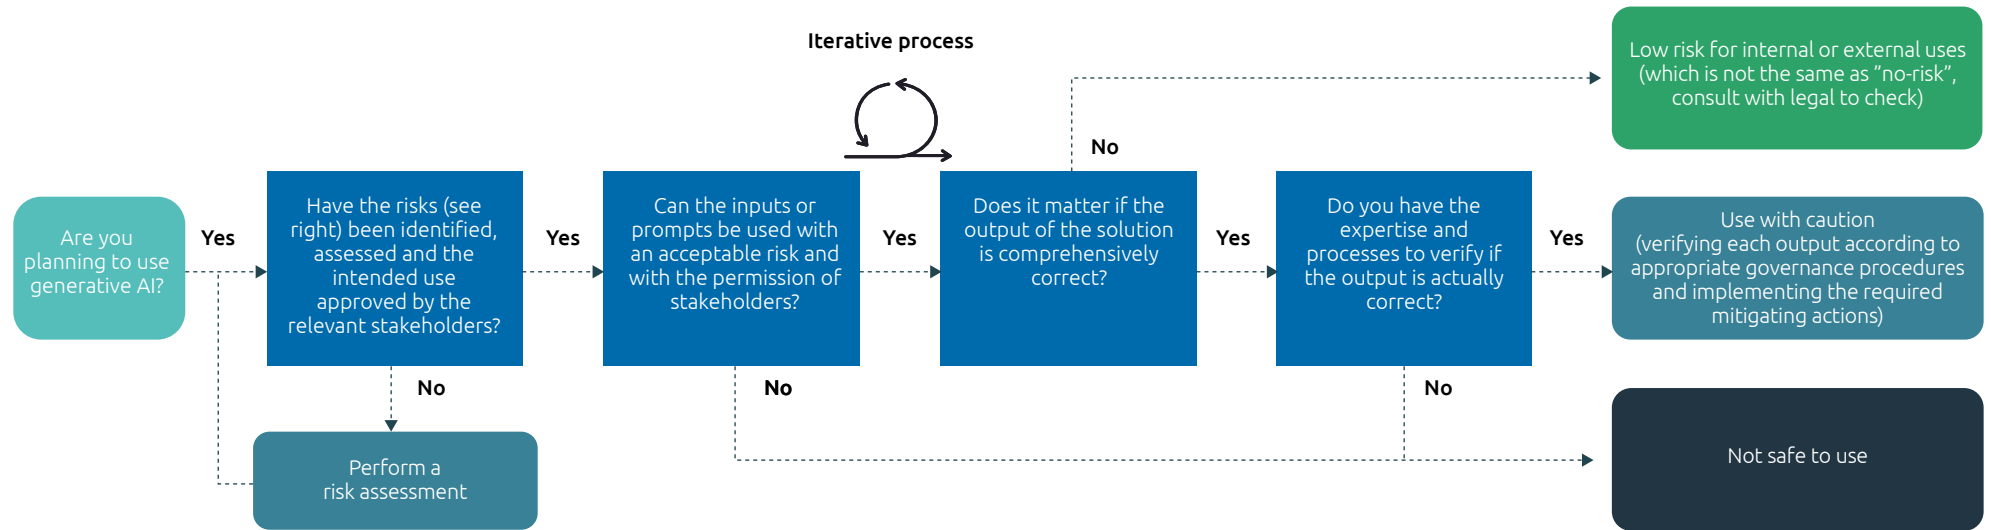 Iterative process
Low risk for internal or external uses
(which is not the same as "no-risk",
consult with legal to check)
No
Are you
planning to use
generative AI?
Yes
Have the risks (see
right) been identified,
assessed and the
intended use
approved by the
relevant stakeholders?
Yes
Can the inputs or
prompts be used with
an acceptable risk and
with the permission of
stakeholders?
Yes
Does it matter if the
output of the solution
is comprehensively
correct?
Yes
Do you have the
expertise and
processes to verify if
the output is actually
correct?
Yes
Use with caution
(verifying each output according to
appropriate governance procedures
and implementing the required
mitigating actions)
No
No
No
Perform a
risk assessment
Not safe to use